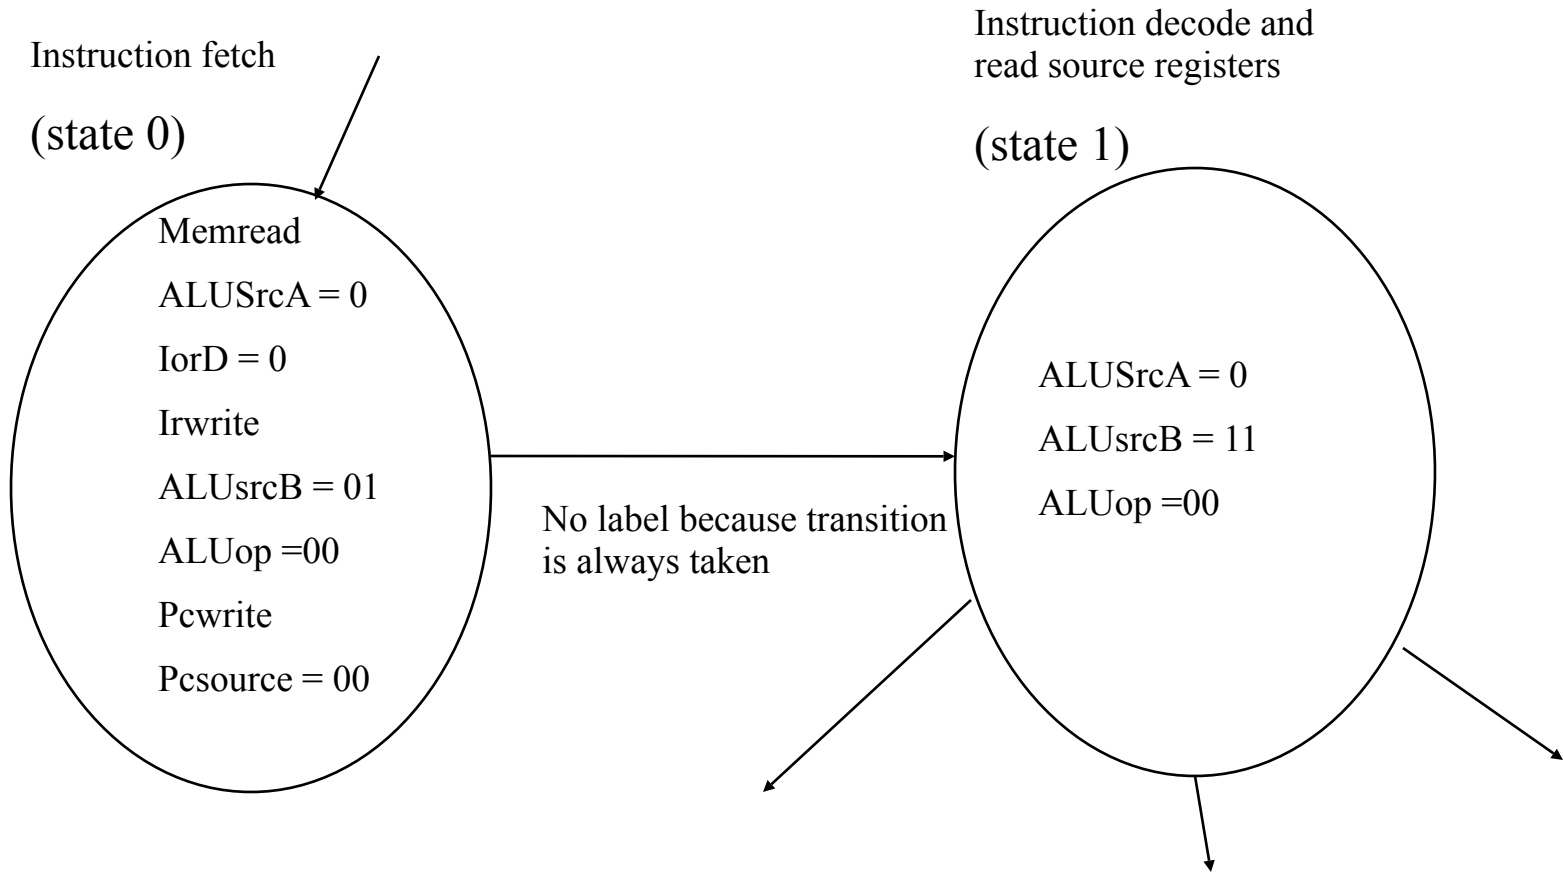 Instruction fetch
(state 0)
Memread
ALUSrcA = 0
IorD = 0
Irwrite
ALUsrcB = 01
ALUop =00
Pcwrite
Pcsource = 00
No label because transition
is always taken
Instruction decode and
read source registers
(state 1)
ALUSrcA = 0
ALUsrcB = 11
ALUop =00